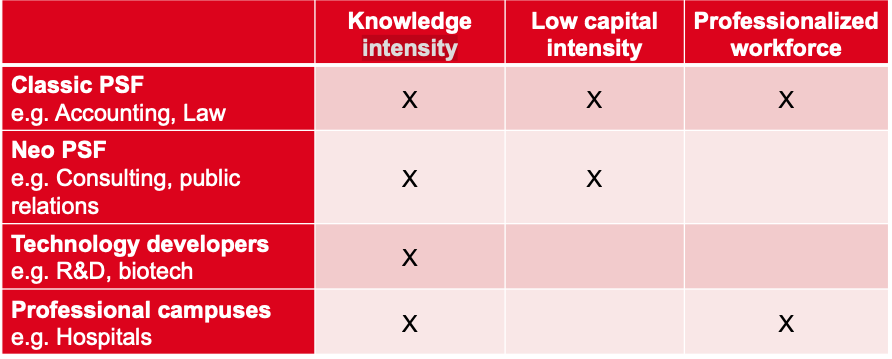 Knowledge intensity
Low capital intensity
Professionalized workforce
Classic PSF
e.g. Accounting, Law
X
X
X
Neo PSF
e.g. Consulting, public
relations
X
X
Technology developers
e.g. R&D, biotech
X
Professional campuses
e.g. Hospitals
X
X